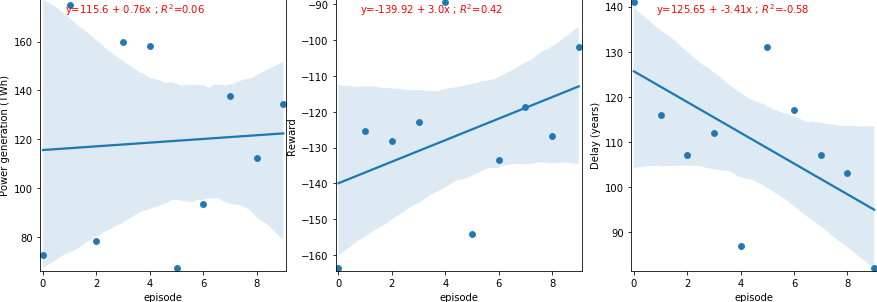 y=115.6 + 0.76x ; R²=0.06
160
140
120
100
80
0 2 4 6 8
episode
Power generation (TWh)
y=-139.92 + 3.0x ; R²=0.42
−90
−100
−110
−120
−130
−140
−150
−160
0 2 4 6 8
episode
Reward
y=125.65 + -3.41x ; R²=-0.58
140
130
120
110
100
90
0 2 4 6 8
episode
Delay (years)